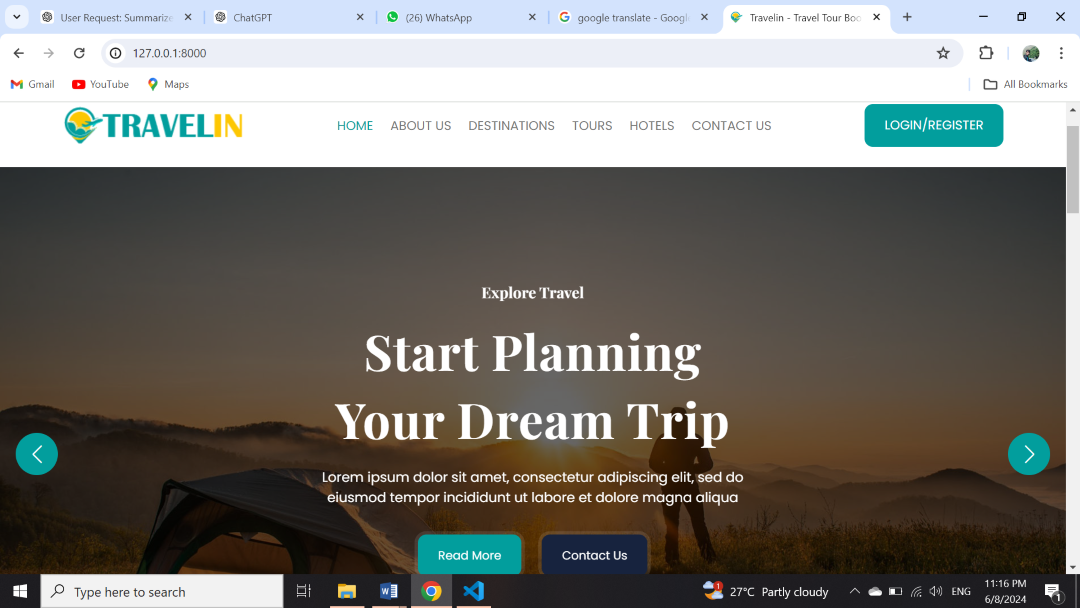 User Request: Summarize
ChatGPT
(26) WhatsApp
google translate - Googl
Travelin - Travel Tour Boo
127.0.0.1:8000
Gmail
YouTube
Maps
All Bookmarks
TRAVELIN
HOME
ABOUT US
DESTINATIONS
TOURS
HOTELS
CONTACT US
LOGIN/REGISTER
Explore Travel
Start Planning
Your Dream Trip
Lorem ipsum dolor sit amet, consectetur adipiscing elit, sed do
eiusmod tempor incididunt ut labore et dolore magna aliqua
Read More
Contact Us
Type here to search
1
27°C Partly cloudy
ENG
11:16 PM
6/8/2024
1